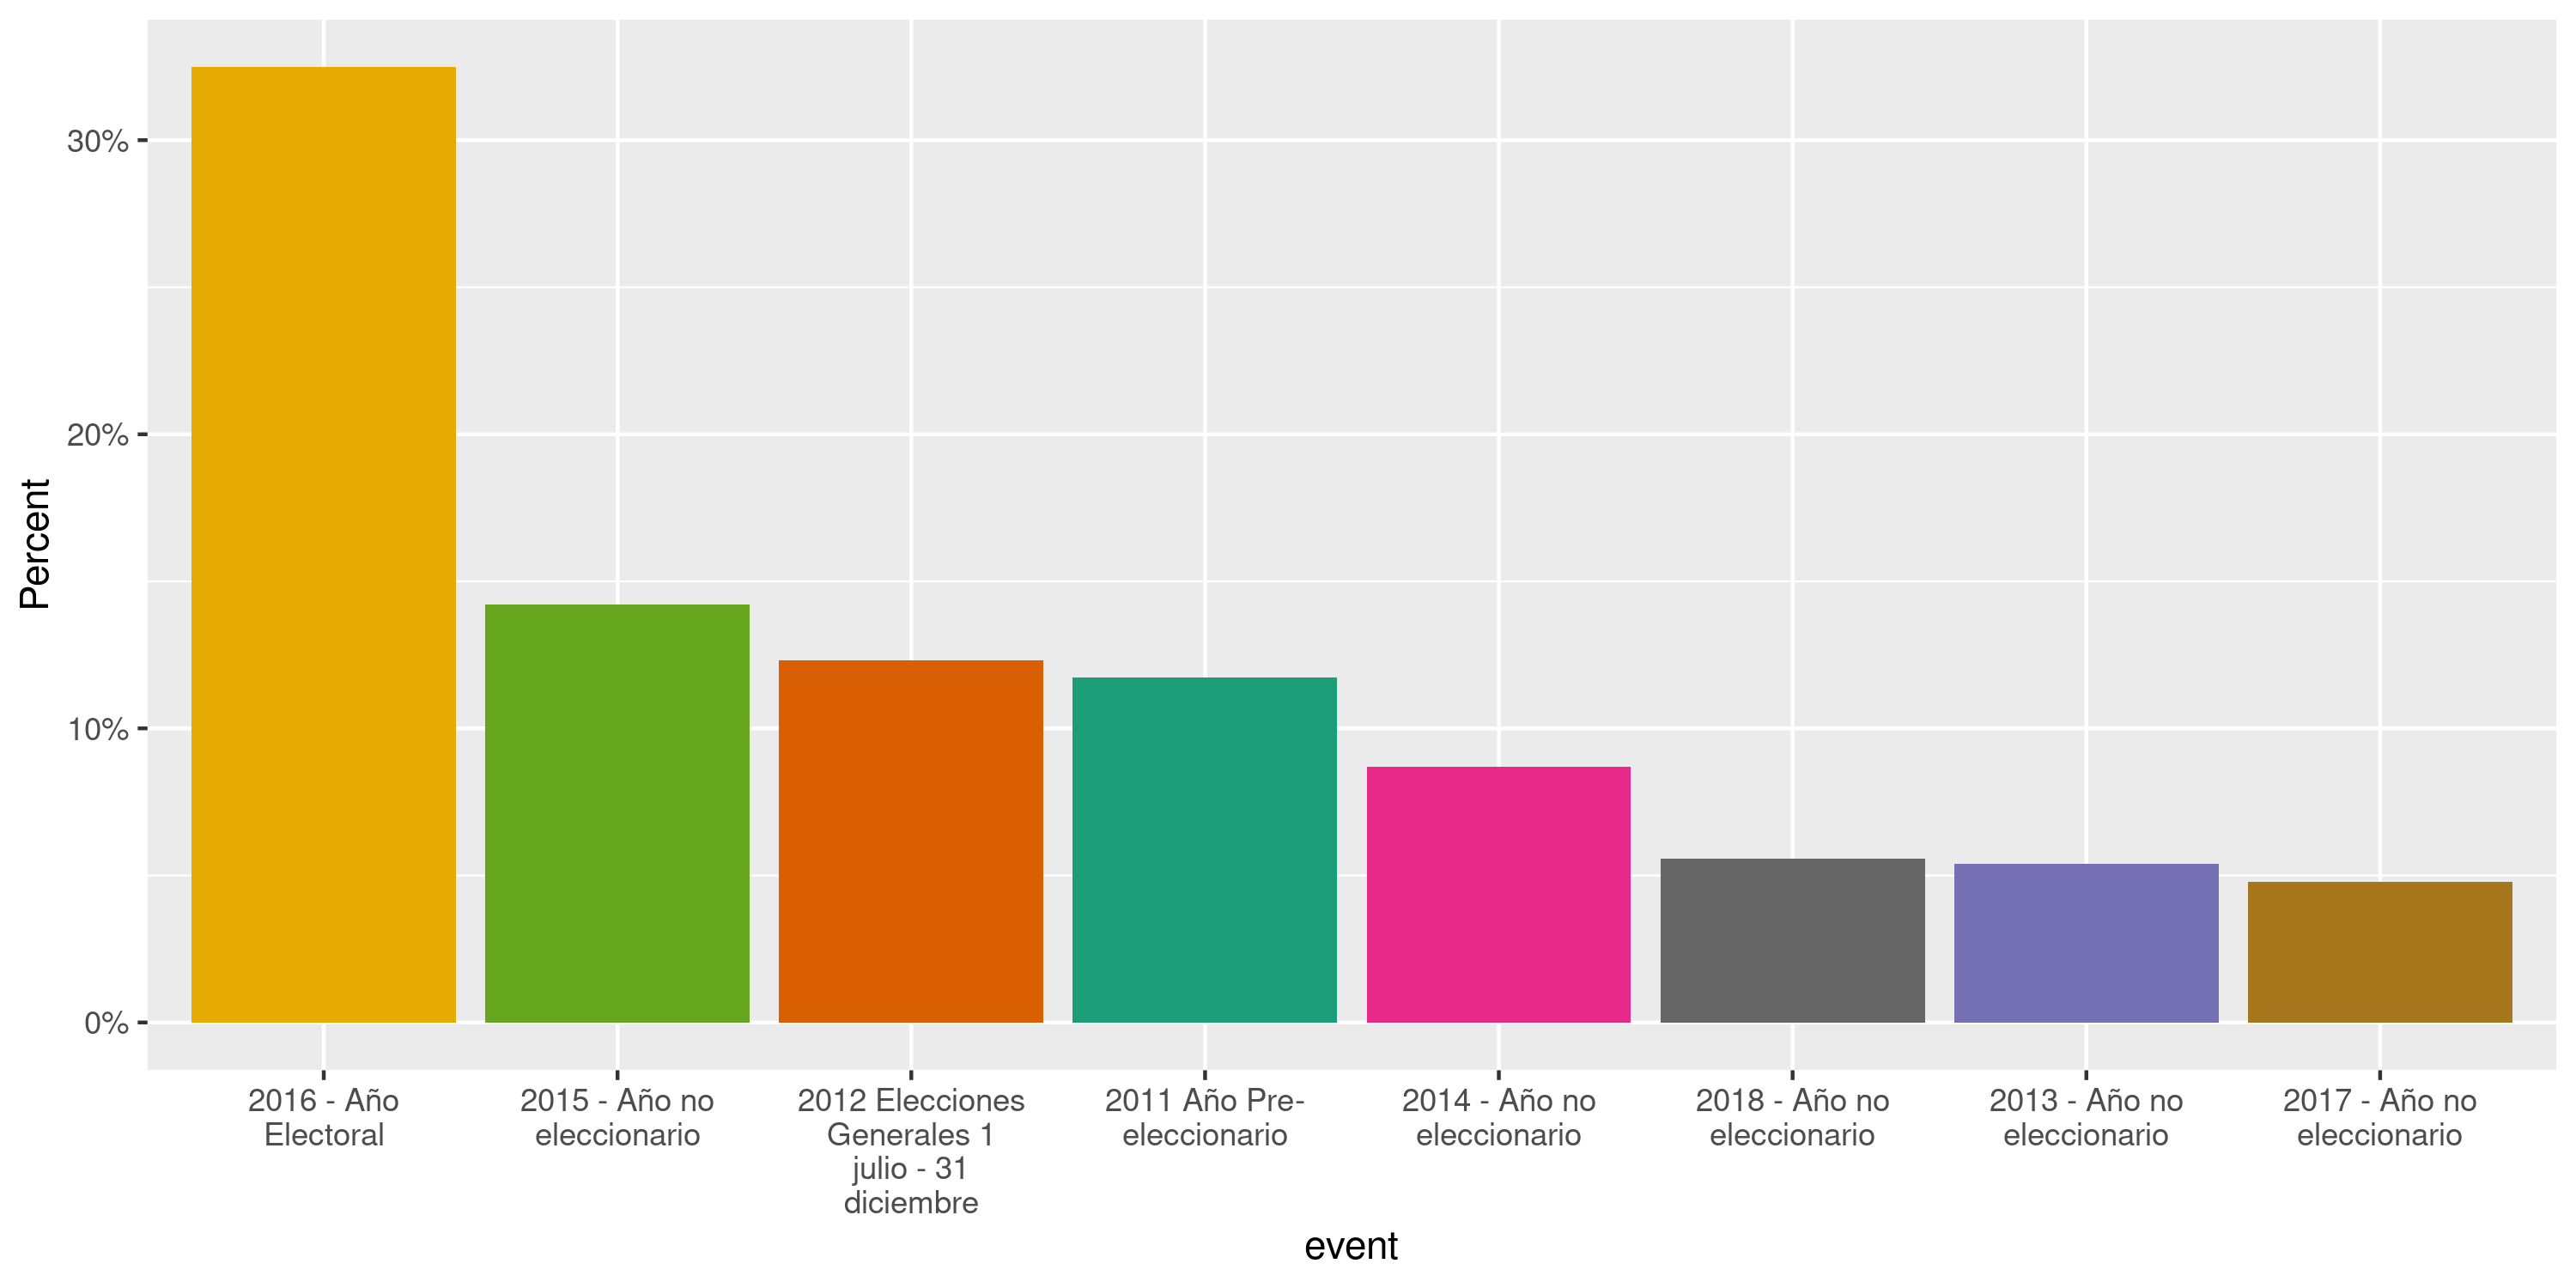 Percent
30%
20%
10%
0%
2016 - Año
Electoral
2015 - Año no
eleccionario
2012 Elecciones
Generales 1
julio - 31
diciembre
2011 Año Pre-
eleccionario
2014 - Año no
eleccionario
2018 - Año no
eleccionario
2013 - Año no
eleccionario
2017 - Año no
eleccionario
event